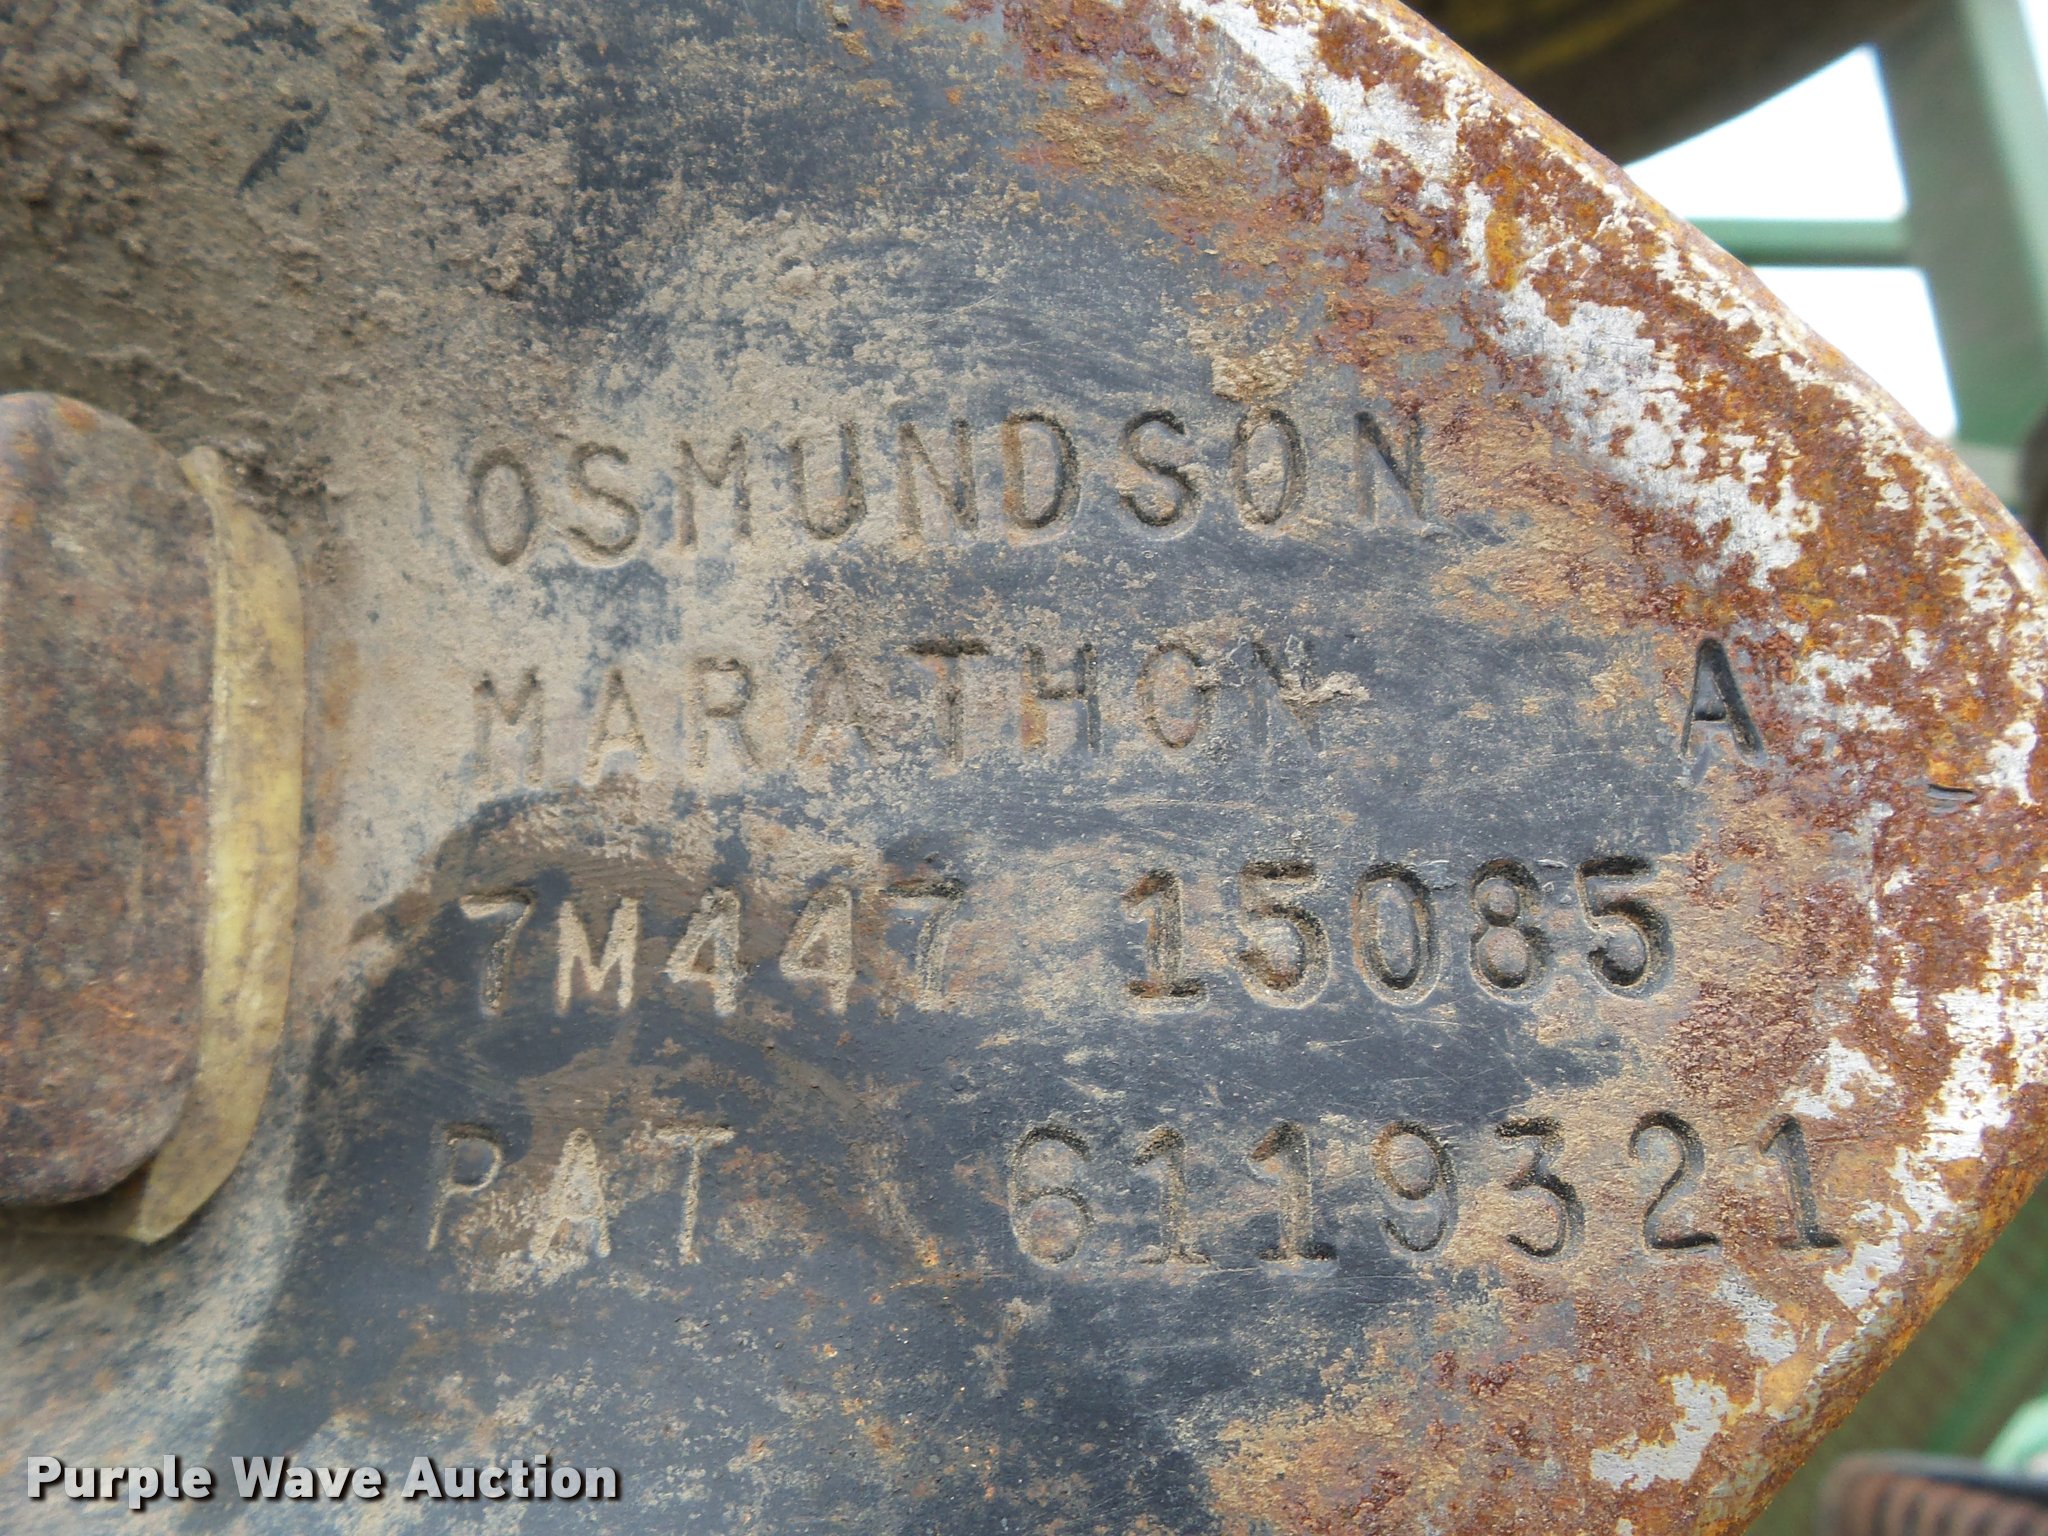 OSMUNDSON
MARATHON A
7M447 15085
PAT 6119321
Purple Wave Auction